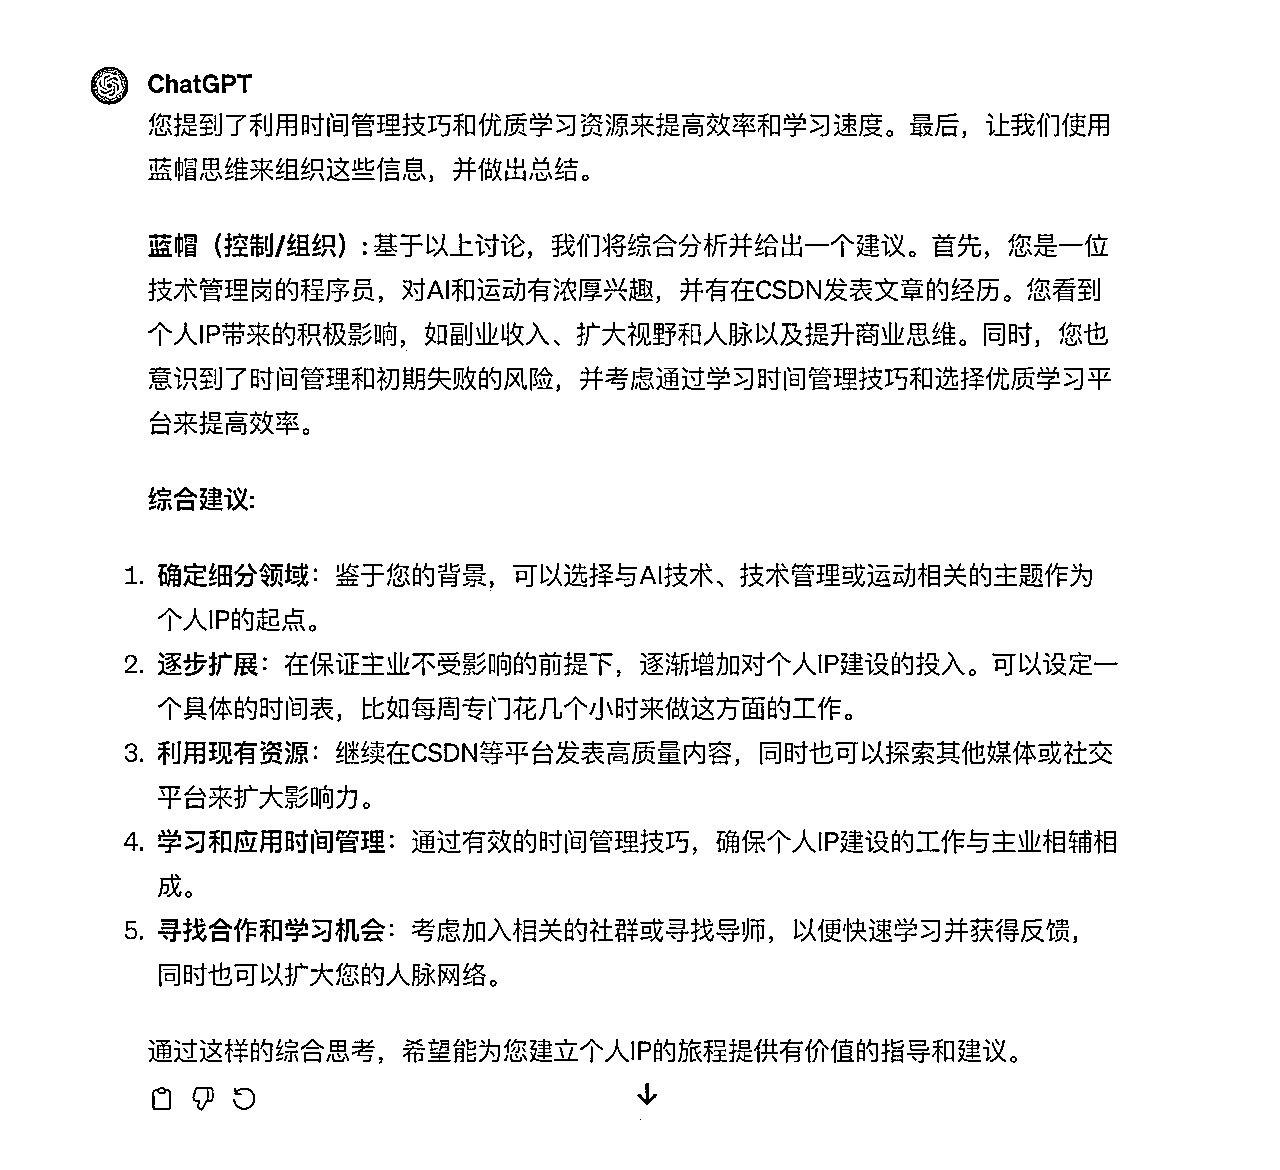 ChatGPT
您提到了利用时间管理技巧和优质学习资源来提高效率和学习速度。最后，让我们使用
蓝帽思维来组织这些信息，并做出总结。
蓝帽（控制/组织）: 基于以上讨论，我们将综合分析并给出一个建议。首先，您是一位
技术管理岗的程序员，对AI和运动有浓厚兴趣，并有在CSDN发表文章的经历。您看到
个人IP带来的积极影响，如副业收入、扩大视野和人脉以及提升商业思维。同时，您也
意识到了时间管理和初期失败的风险，并考虑通过学习时间管理技巧和选择优质学习平
台来提高效率。
综合建议:
1. 确定细分领域：鉴于您的背景，可以选择与AI技术、技术管理或运动相关的主题作为
个人IP的起点。
2. 逐步扩展：在保证主业不受影响的前提下，逐渐增加对个人IP建设的投入。可以设定一
个具体的时间表，比如每周专门花几个小时来做这方面的工作。
3. 利用现有资源：继续在CSDN等平台发表高质量内容，同时也可以探索其他媒体或社交
平台来扩大影响力。
4. 学习和应用时间管理：通过有效的时间管理技巧，确保个人IP建设的工作与主业相辅相
成。
5. 寻找合作和学习机会：考虑加入相关的社群或寻找导师，以便快速学习并获得反馈，
同时也可以扩大您的人脉网络。
通过这样的综合思考，希望能为您建立个人IP的旅程提供有价值的指导和建议。